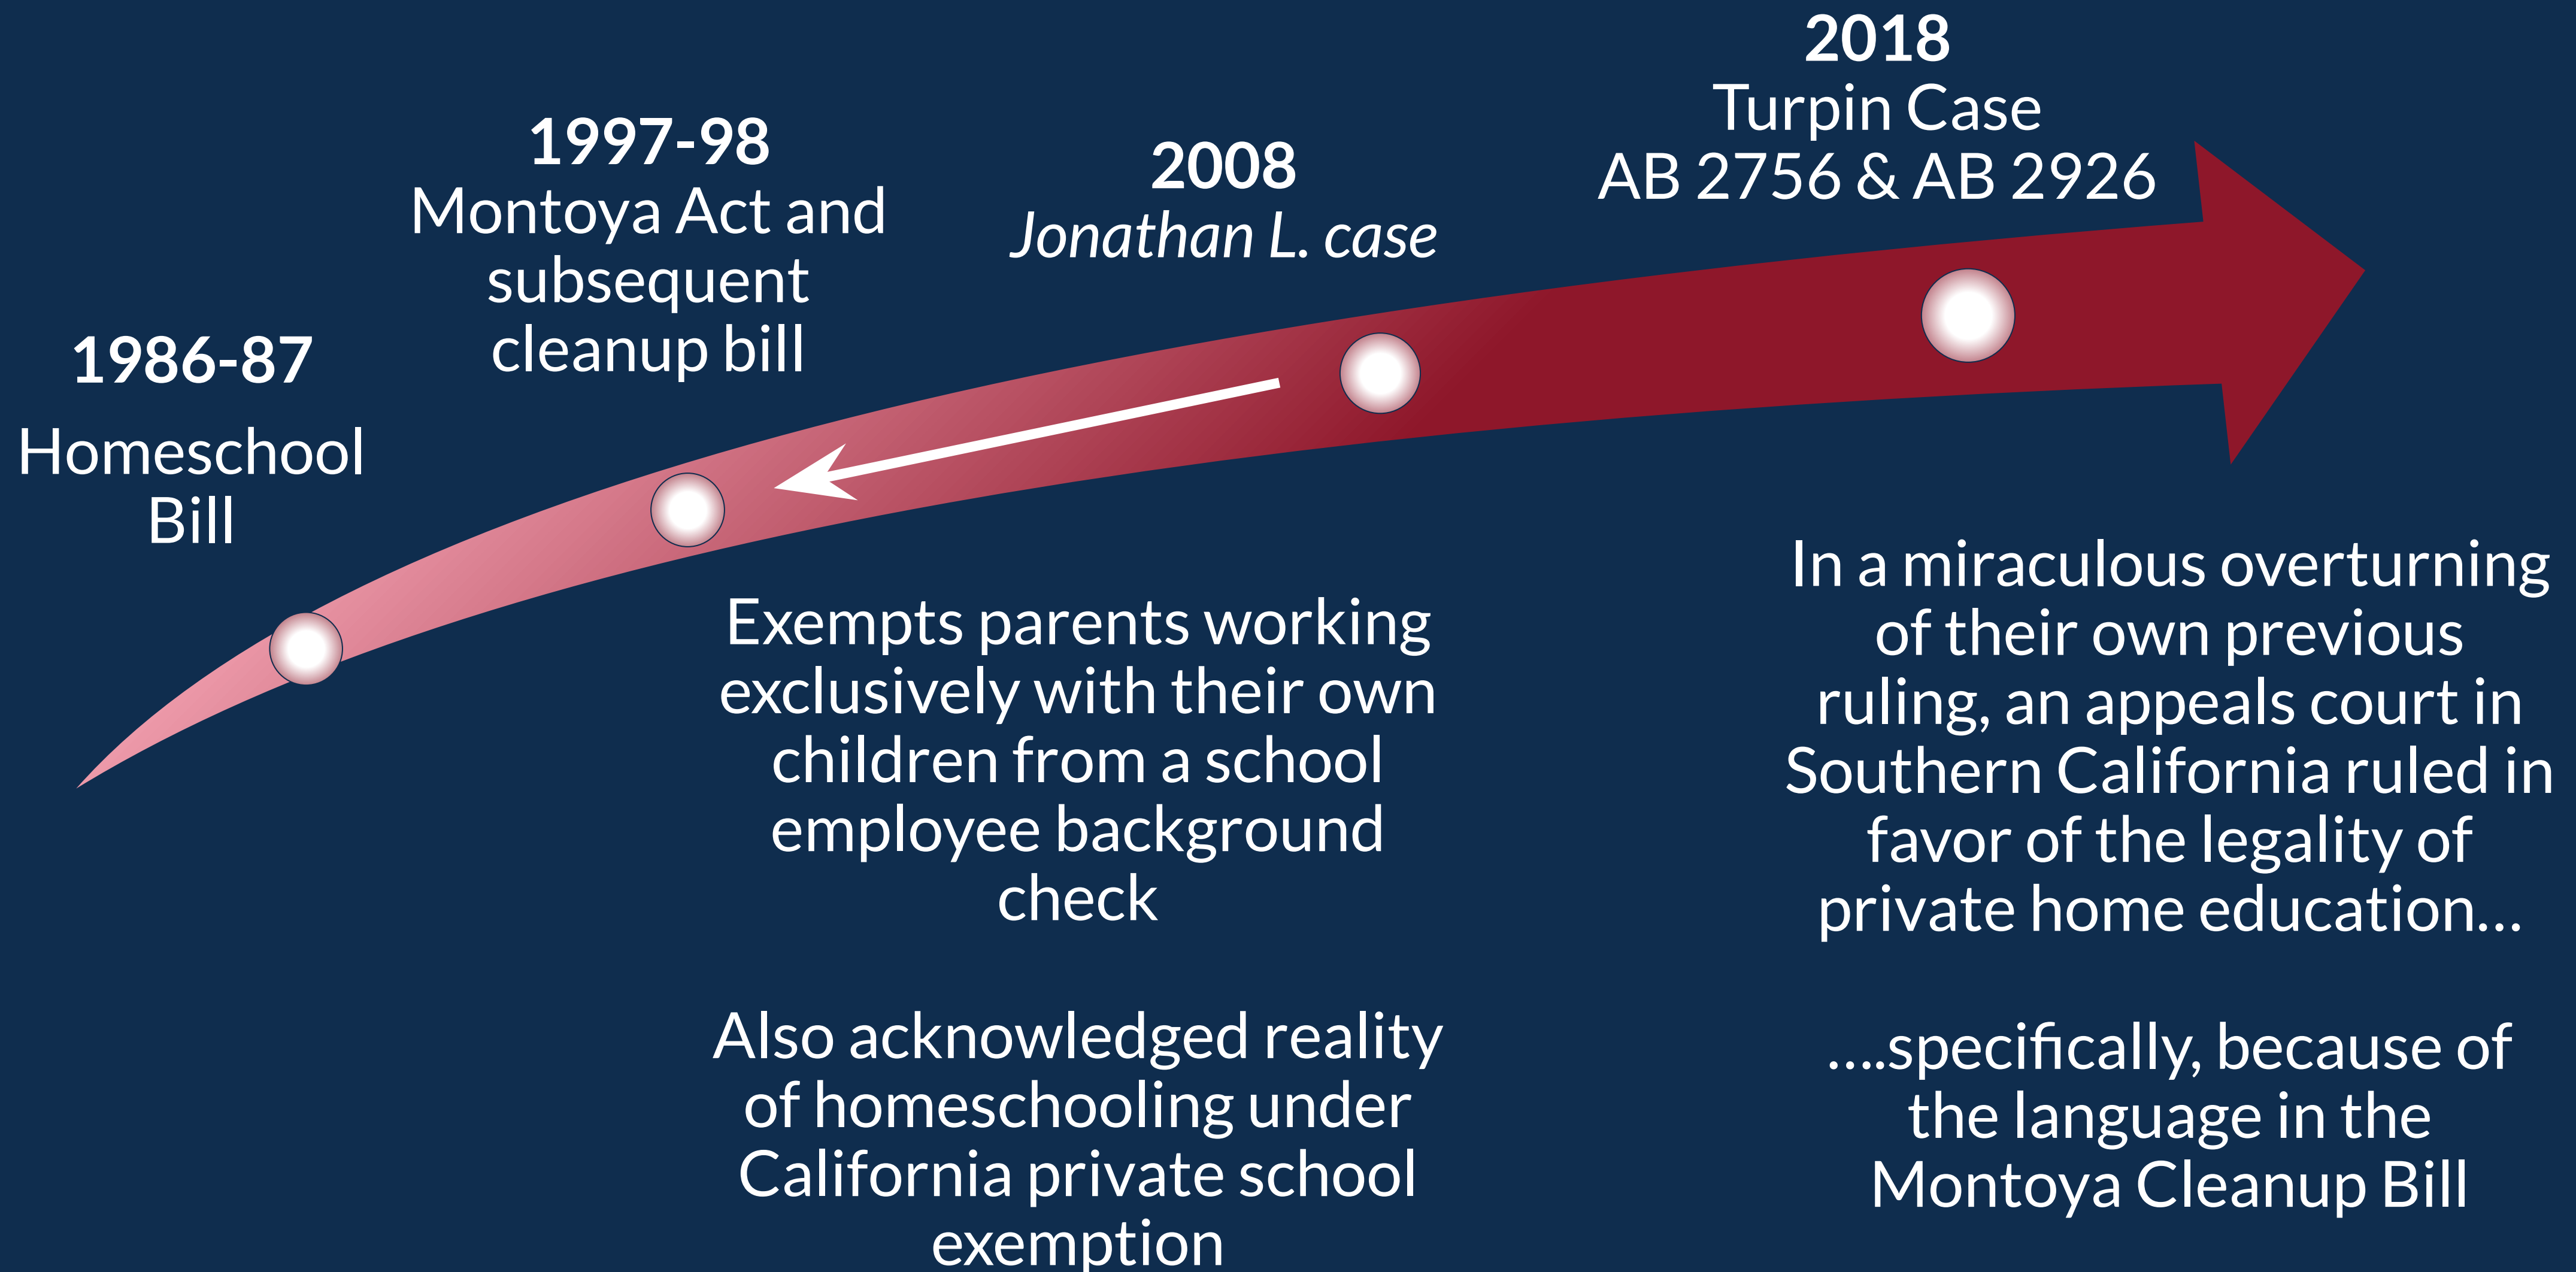 1986-87
Homeschool
Bill
1997-98
Montoya Act and
subsequent
cleanup bill
2008
Jonathan L. case
2018
Turpin Case
AB 2756 & AB 2926
Exempts parents working
exclusively with their own
children from a school
employee background
check
Also acknowledged reality
of homeschooling under
California private school
exemption
In a miraculous overturning
of their own previous
ruling, an appeals court in
Southern California ruled in
favor of the legality of
private home education...
....specifically, because of
the language in the
Montoya Cleanup Bill